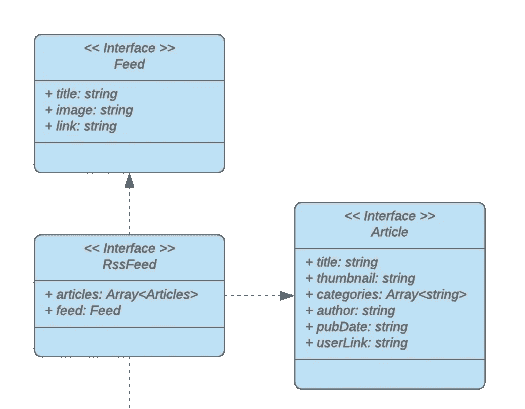 << Interface >>
Feed
+ title: string
+ image: string
+ link: string
<< Interface >>
RssFeed
+ articles: Array<Articles>
+ feed: Feed
<< Interface >>
Article
+ title: string
+ thumbnail: string
+ categories: Array<string>
+ author: string
+ pubDate: string
+ userLink: string